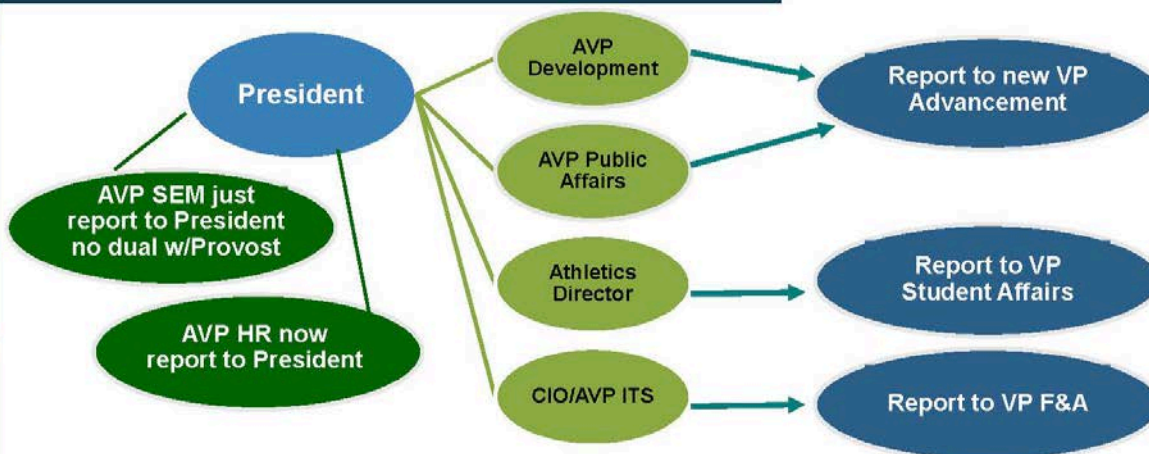 President
AVP SEM just
report to President
no dual w/Provost
AVP HR now
report to President
AVP
Development
AVP Public
Affairs
Athletics
Director
CIO/AVP ITS
Report to new VP
Advancement
Report to VP
Student Affairs
Report to VP F&A